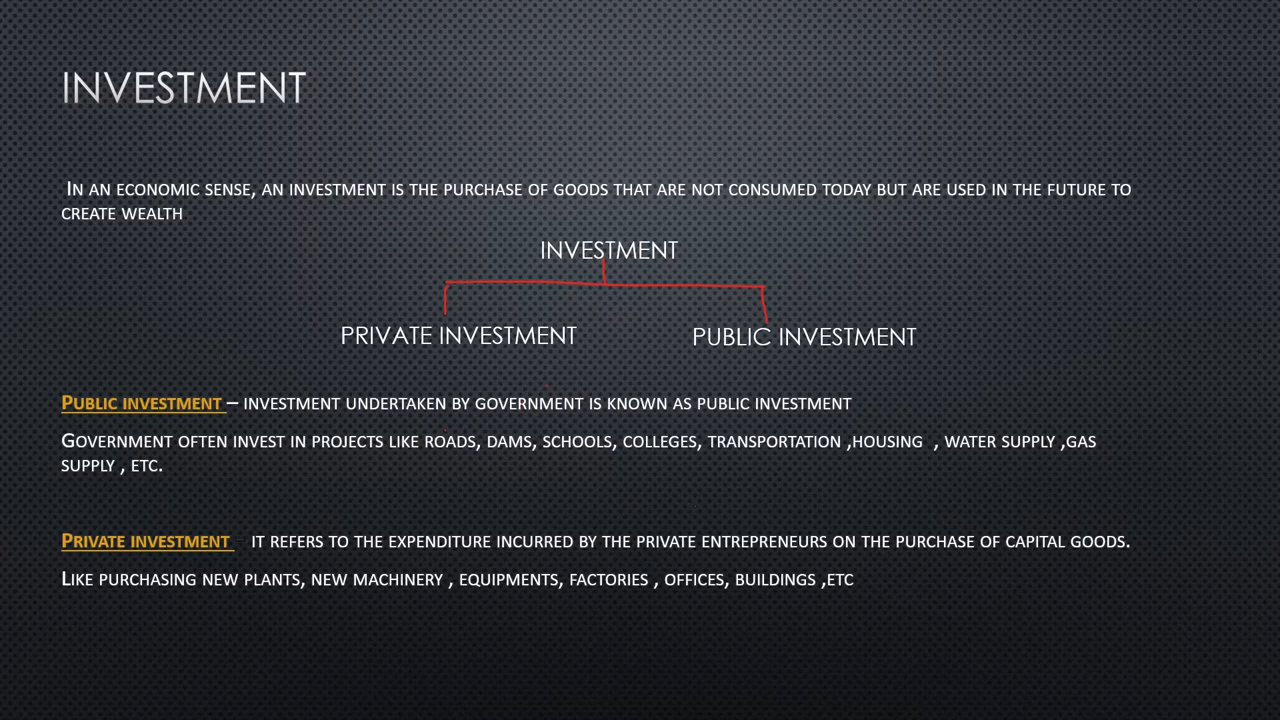 INVESTMENT
In an economic sense, an investment is the purchase of goods that are not consumed today but are used in the future to
create wealth
INVESTMENT
PRIVATE INVESTMENT PUBLIC INVESTMENT
Public investment – investment undertaken by government is known as public investment
Government often invest in projects like roads, dams, schools, colleges, transportation ,housing , water supply ,gas
supply , etc.
Private investment – it refers to the expenditure incurred by the private entrepreneurs on the purchase of capital goods.
Like purchasing new plants, new machinery , equipments, factories , offices, buildings ,etc